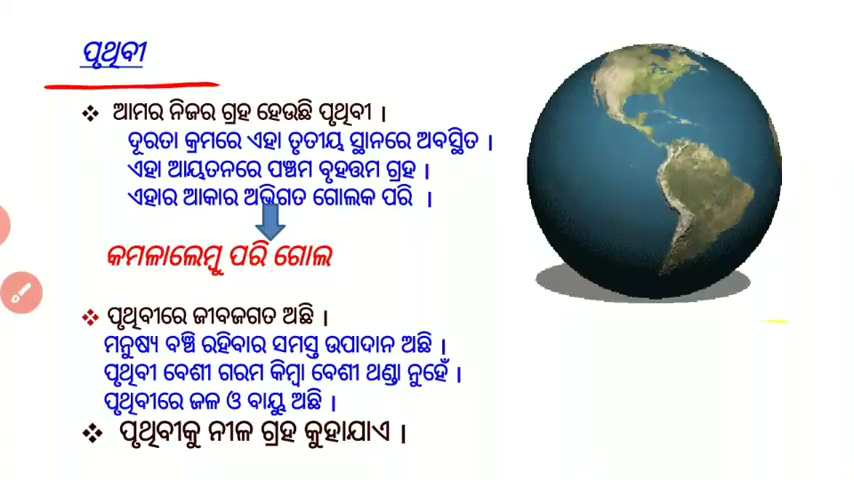 ପୃଥିବୀ
❖ ଆମର ନିଜର ଗ୍ରହ ହେଉଛି ପୃଥିବୀ ।
ଦୂରତା କ୍ରମରେ ଏହା ତୃତୀୟ ସ୍ଥାନରେ ଅବସ୍ଥିତ ।
ଏହା ଆୟତନରେ ପଞ୍ଚମ ବୃହତ୍ତମ ଗ୍ରହ ।
ଏହାର ଆକାର ଅଭିଗତ ଗୋଲକ ପରି ।
କମଳାଲେମ୍ବୁ ପରି ଗୋଲ
❖ ପୃଥିବୀରେ ଜୀବଜଗତ ଅଛି ।
ମନୁଷ୍ୟ ବଞ୍ଚି ରହିବାର ସମସ୍ତ ଉପାଦାନ ଅଛି ।
ପୃଥିବୀ ବେଶୀ ଗରମ କିମ୍ବା ବେଶୀ ଥଣ୍ଡା ନୁହେଁ ।
ପୃଥିବୀରେ ଜଳ ଓ ବାୟୁ ଅଛି ।
❖ ପୃଥିବୀକୁ ନୀଳ ଗ୍ରହ କୁହାଯାଏ ।